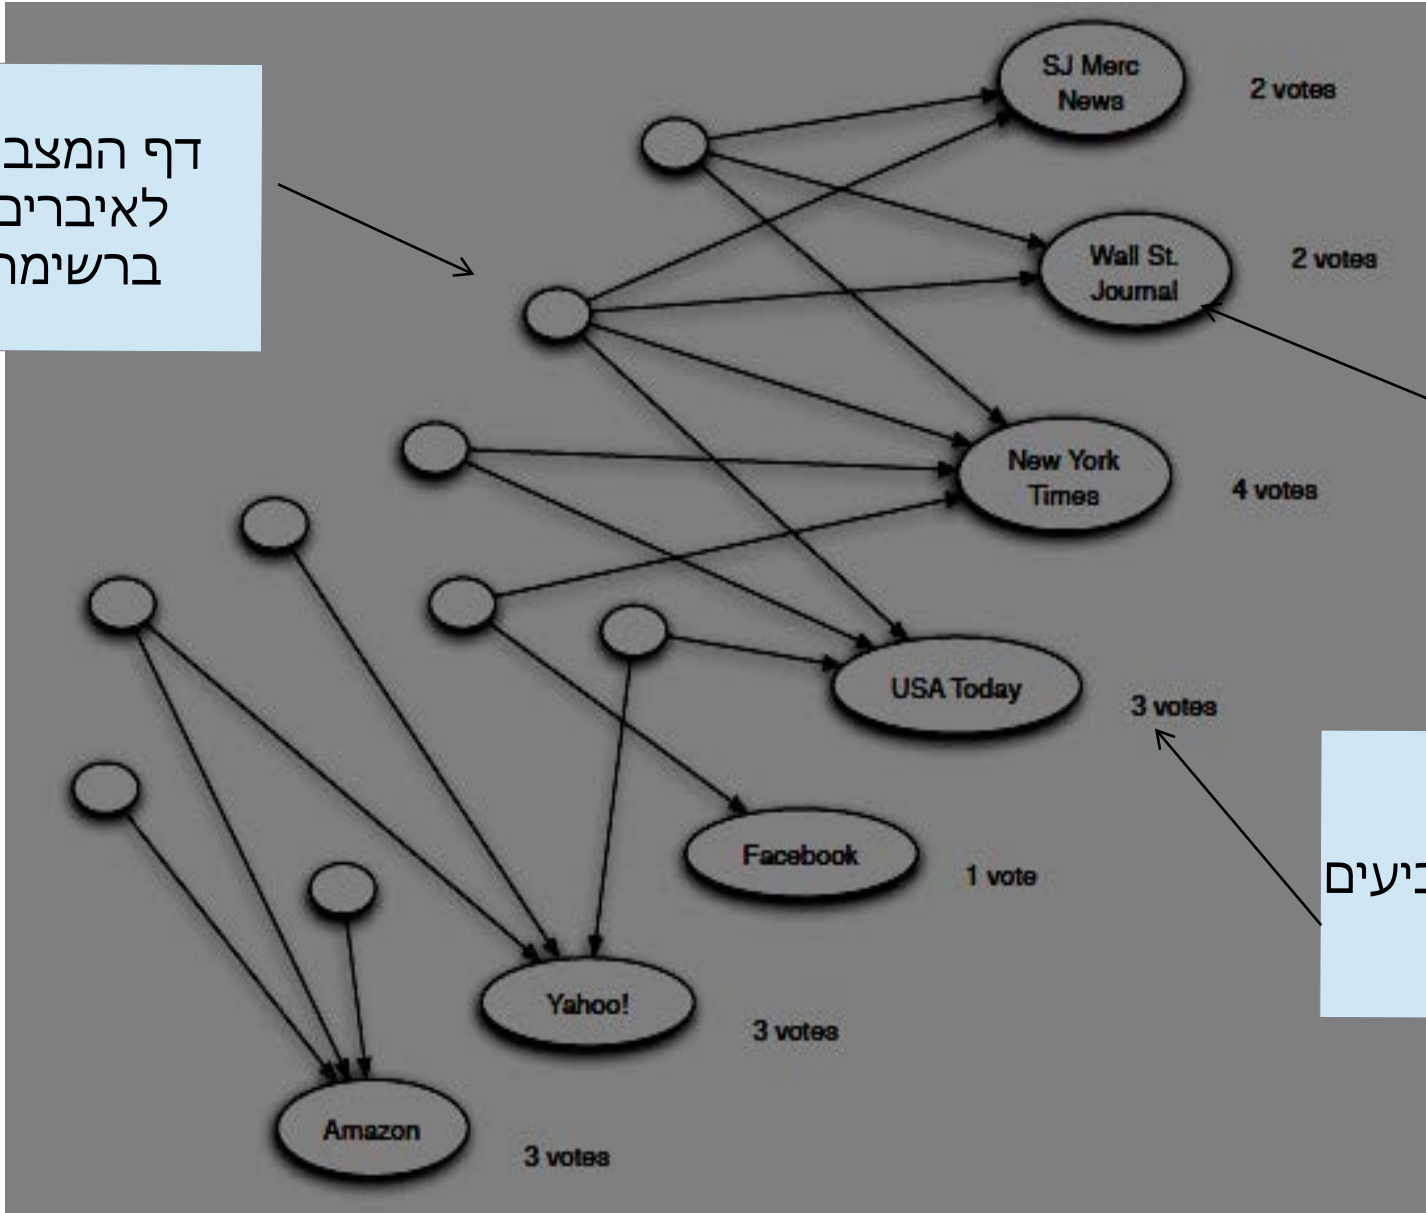 SJ Merc
News
2 votes
דף המצב
לאיברים
ברשימה
Wall St.
Journal
2 votes
New York
Times
4 votes
USA Today
3 votes
Facebook
1 vote
Yahoo!
3 votes
Amazon
3 votes